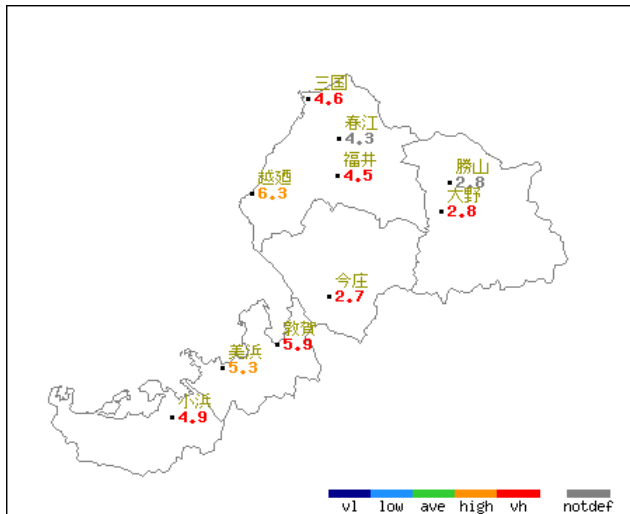 三国
4.6
春江
4.3
福井
4.5
越廼
6.3
勝山
2.8
大野
2.8
今庄
2.7
敦賀
5.9
美浜
5.3
小浜
4.9
vl low ave high vh notdef